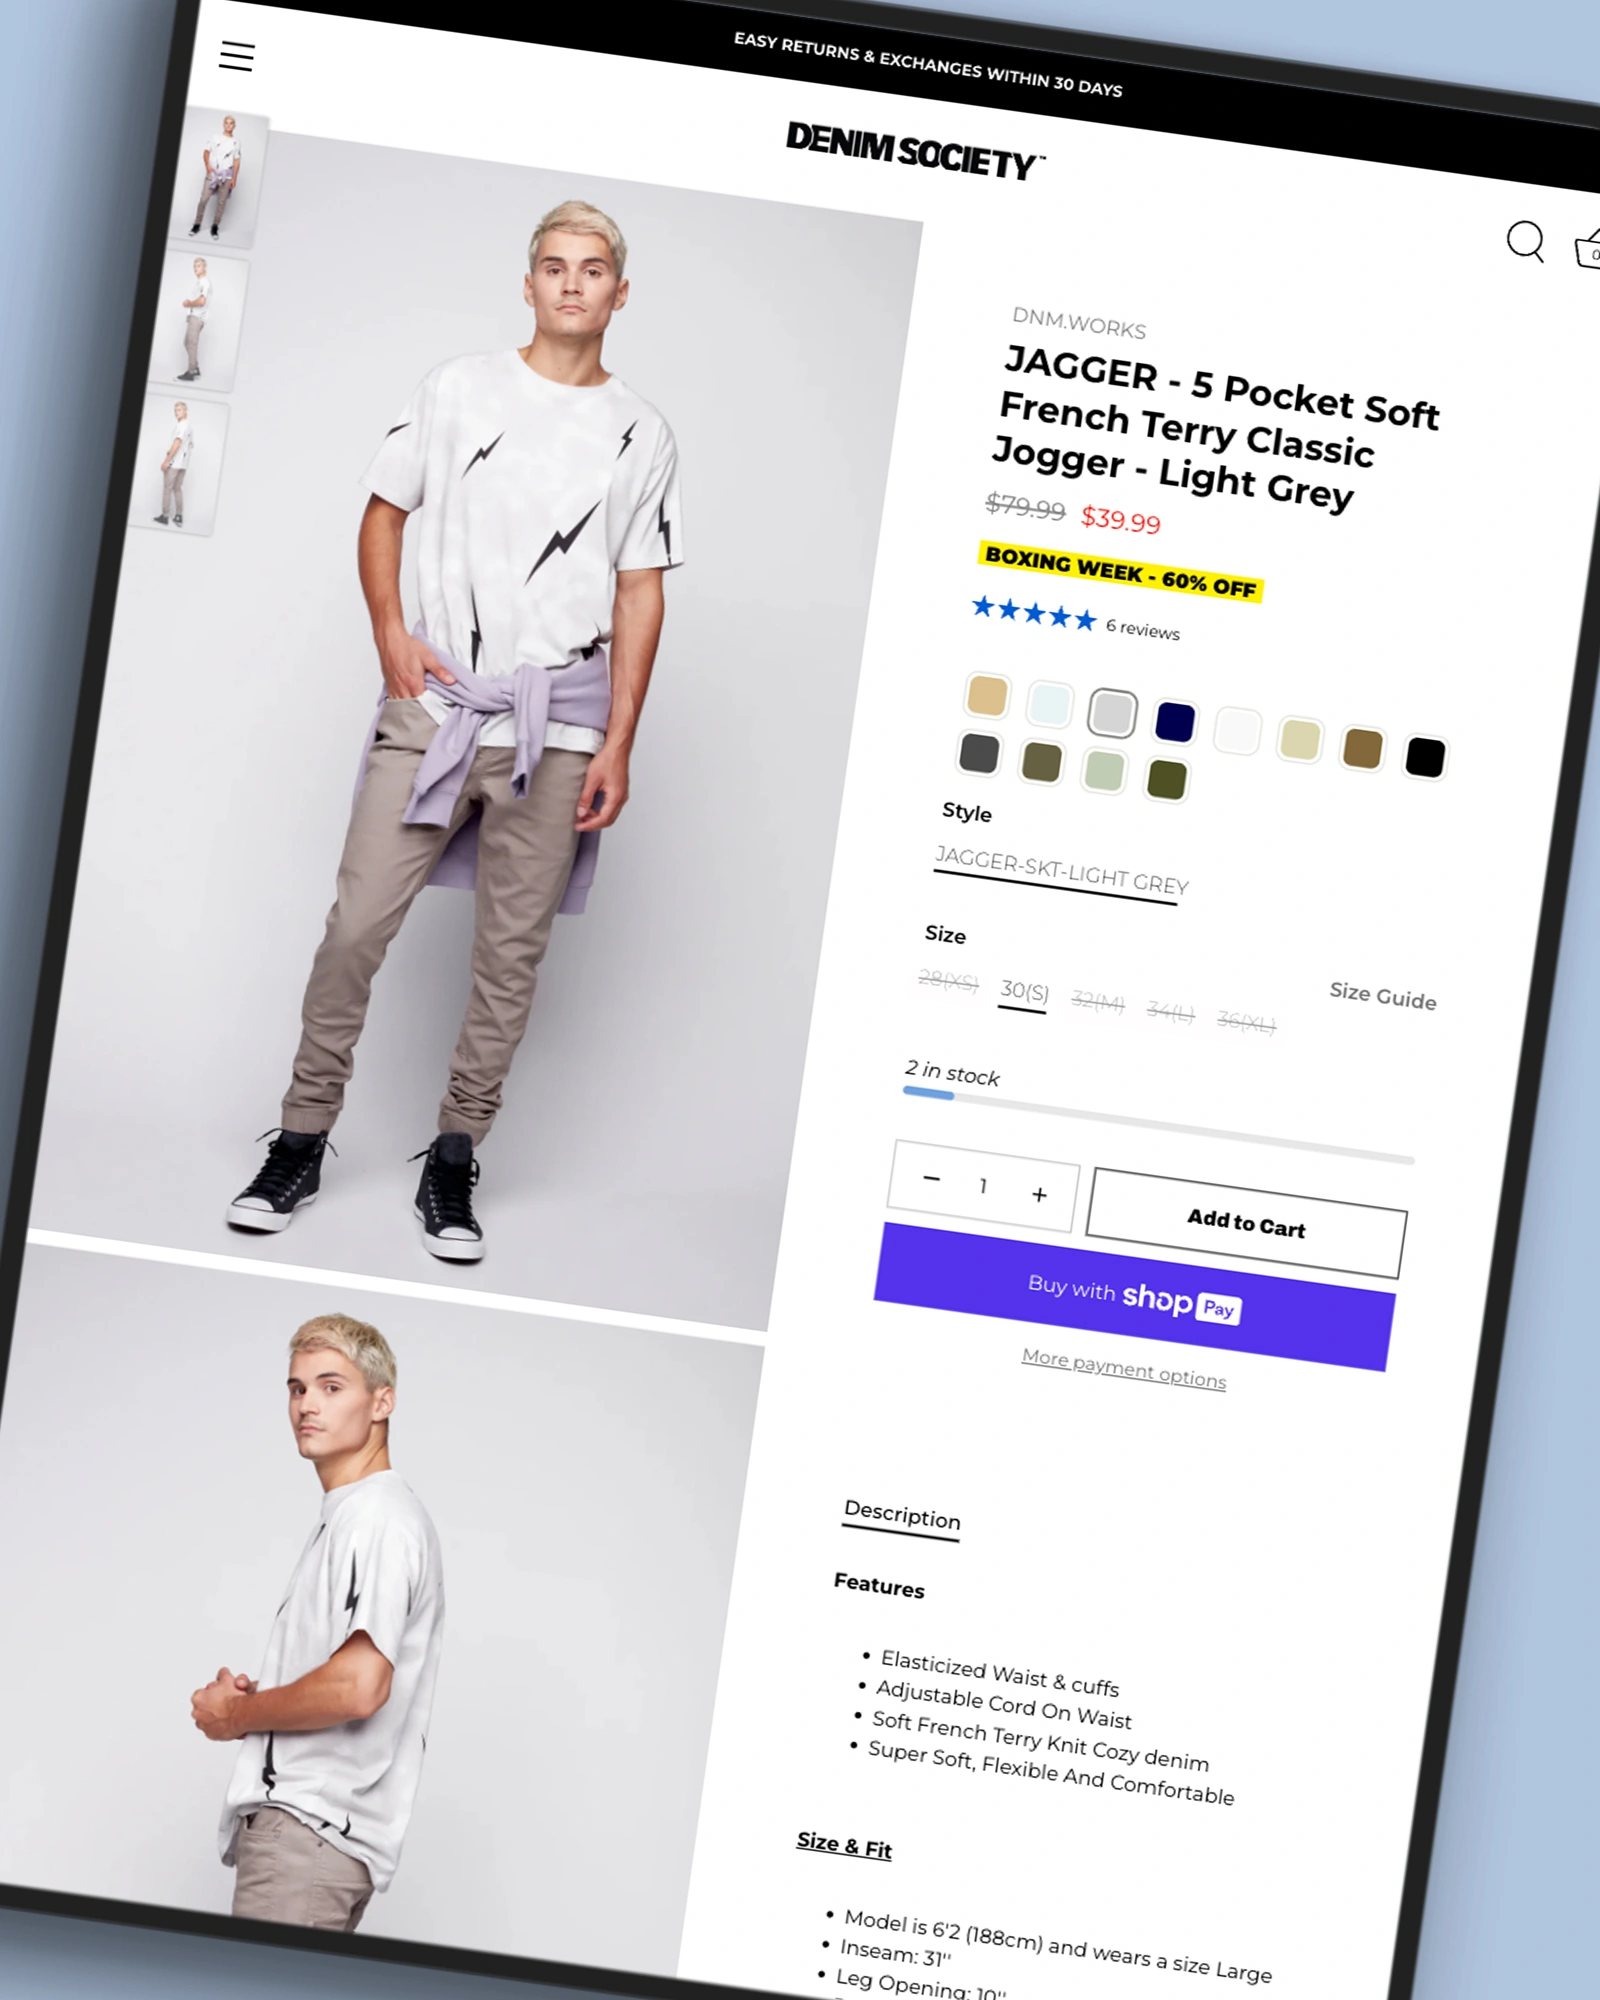 EASY RETURNS & EXCHANGES WITHIN 30 DAYS
DENIM SOCIETY™
0
DNM.WORKS
JAGGER - 5 Pocket Soft
French Terry Classic
Jogger - Light Grey
$79.99 $39.99
BOXING WEEK - 60% OFF
6 reviews
Style
JAGGER-SKT-LIGHT GREY
Size
Size Guide
28(XS) 30(S) 32(M) 34(L) 36(XL)
2 in stock
− 1 +
Add to Cart
Buy with shop Pay
More payment options
Description
Features
• Elasticized Waist & cuffs
• Adjustable Cord On Waist
• Soft French Terry Knit Cozy denim
• Super Soft, Flexible And Comfortable
Size & Fit
• Model is 6'2 (188cm) and wears a size Large
• Inseam: 31''
• Leg Opening: 10''